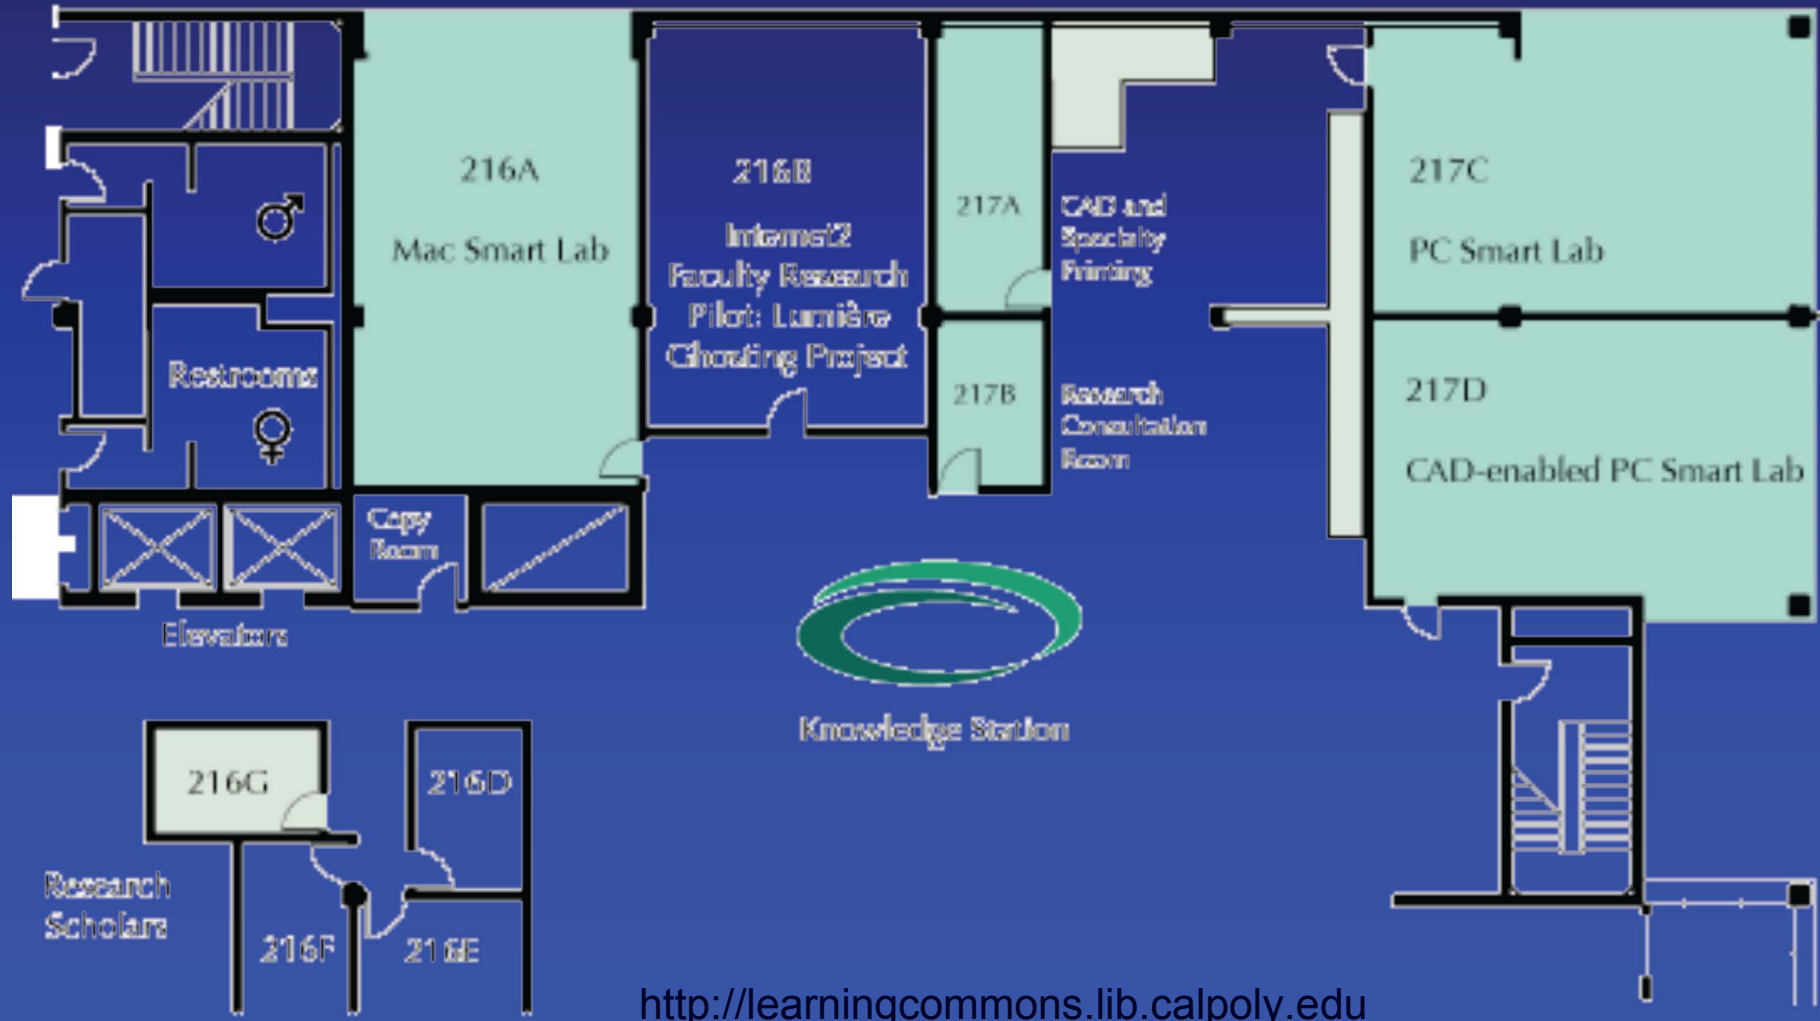 216A
Mac Smart Lab
216B
Internet2
Faculty Research
Pilot: Lumière
Ghosting Project
217A
CAD and
Specialty
Printing
217C
PC Smart Lab
217B
Research
Consultation
Room
217D
CAD-enabled PC Smart Lab
Restrooms
Copy
Room
Elevators
Knowledge Station
216G
216D
Research
Scholars
216F
216E
http://learningcommons.lib.calpoly.edu